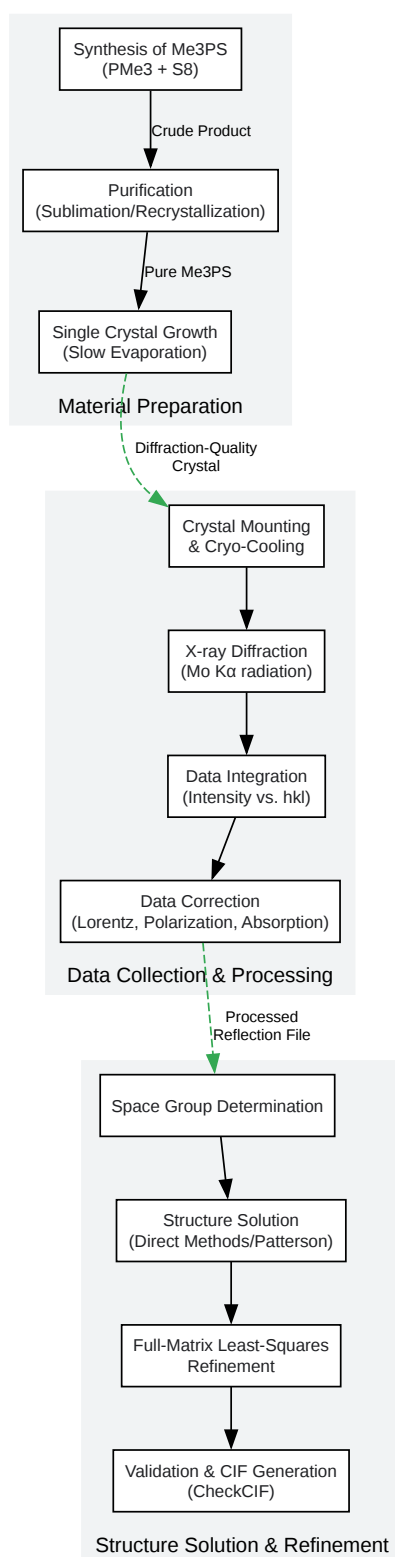 Synthesis of Me3PS
(PMe3 + S8)
Crude Product
Purification
(Sublimation/Recrystallization)
Pure Me3PS
Single Crystal Growth
(Slow Evaporation)
Material Preparation
Diffraction-Quality
Crystal
Crystal Mounting
& Cryo-Cooling
X-ray Diffraction
(Mo Kα radiation)
Data Integration
(Intensity vs. hkl)
Data Correction
(Lorentz, Polarization, Absorption)
Data Collection & Processing
Processed
Reflection File
Space Group Determination
Structure Solution
(Direct Methods/Patterson)
Full-Matrix Least-Squares
Refinement
Validation & CIF Generation
(CheckCIF)
Structure Solution & Refinement